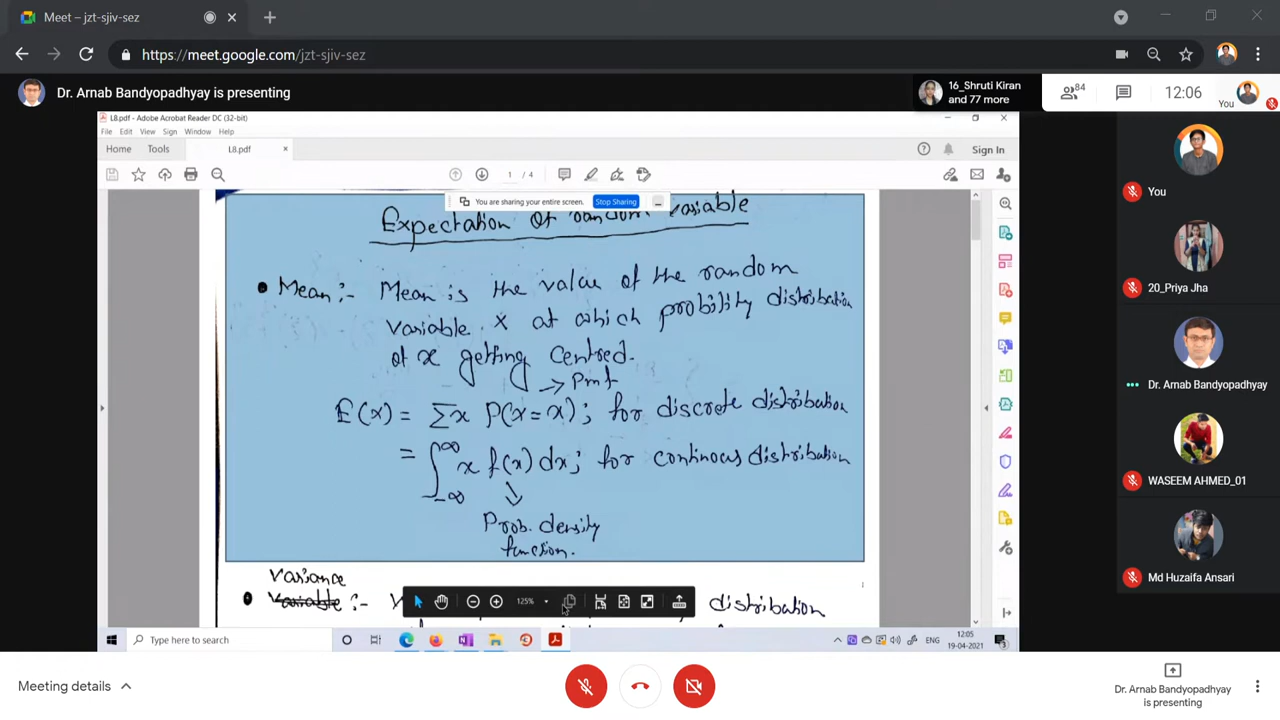 Meet – jzt-sjiv-sez
https://meet.google.com/jzt-sjiv-sez
Dr. Arnab Bandyopadhyay is presenting
16_Shruti Kiran
and 77 more
84
12:06
You
L8.pdf - Adobe Acrobat Reader DC (32-bit)
File Edit View Sign Window Help
Home Tools L8.pdf × Sign In
1 / 4
You are sharing your entire screen. Stop Sharing
Expectation of random variable
Mean :- Mean is the value of the random
variable X at which probility distribution
of x getting Centred.
→ Pmf
E(x) = Σx P(X=x); for discrete distribution
= ∫∞ -∞ x f(x) dx; for continous distribution
Prob. density
function.
Variance
variable :- distribution
125%
Type here to search
ENG
12:05
19-04-2021
You
20_Priya Jha
Dr. Arnab Bandyopadhyay
WASEEM AHMED_01
Md Huzaifa Ansari
Meeting details
Dr. Arnab Bandyopadhyay
is presenting